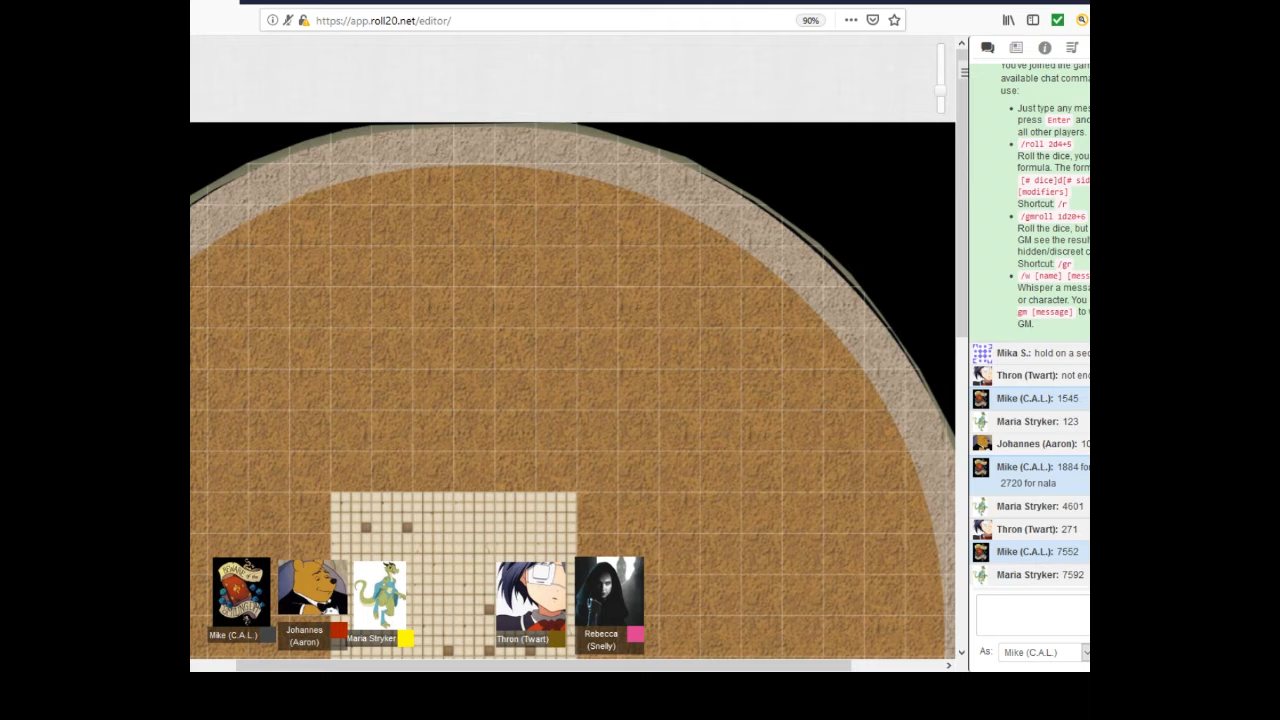 https://app.roll20.net/editor/
90%
You've joined the gam
available chat comma
use:
Just type any mes
press Enter and
all other players.
/roll 2d4+5
Roll the dice, you
formula. The form
[# dice]d[# sid
[modifiers]
Shortcut: /r
/gmroll 1d20+6
Roll the dice, but
GM see the result
hidden/discreet c
Shortcut: /gr
/w [name] [mess
Whisper a messa
or character. You
gm [message] to
GM.
Mika S.: hold on a sec
Thron (Twart): not eno
Mike (C.A.L.): 1545
Maria Stryker: 123
Johannes (Aaron): 10
Mike (C.A.L.): 1884 for
2720 for nala
Maria Stryker: 4601
Thron (Twart): 271
Mike (C.A.L.): 7552
Maria Stryker: 7592
As: Mike (C.A.L.)
BEWARE of the
Mike (C.A.L.)
Johannes
(Aaron)
Maria Stryker
Thron (Twart)
Rebecca
(Snelly)